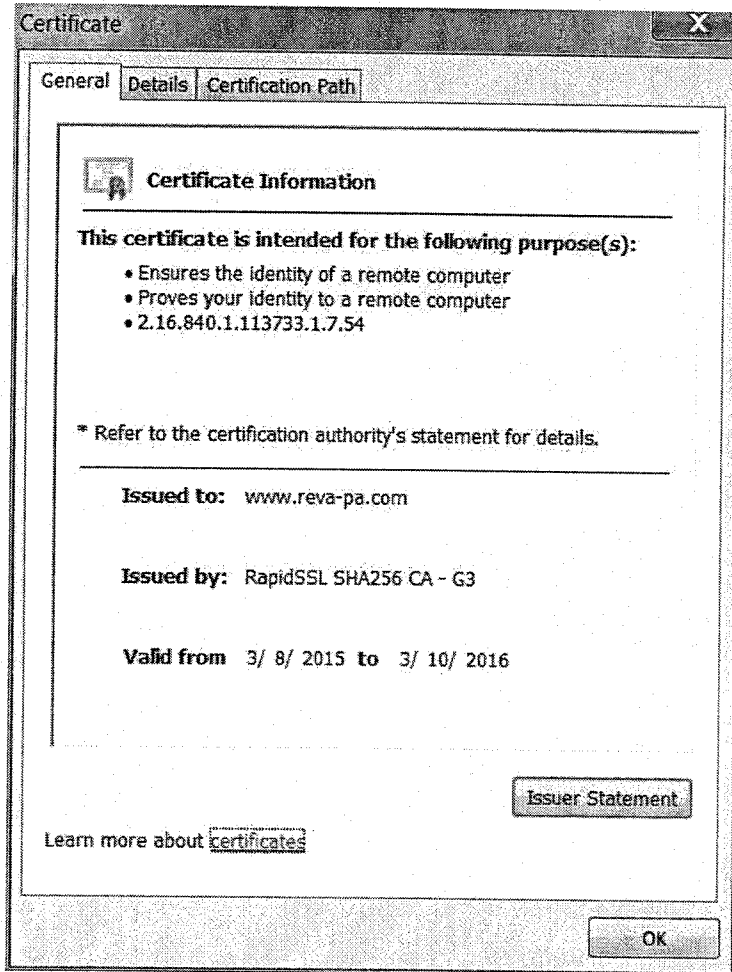 Certificate
General Details Certification Path
Certificate Information
This certificate is intended for the following purpose(s):
• Ensures the identity of a remote computer
• Proves your identity to a remote computer
• 2.16.840.1.113733.1.7.54
* Refer to the certification authority's statement for details.
Issued to: www.reva-pa.com
Issued by: RapidSSL SHA256 CA - G3
Valid from 3/ 8/ 2015 to 3/ 10/ 2016
Issuer Statement
Learn more about certificates
OK